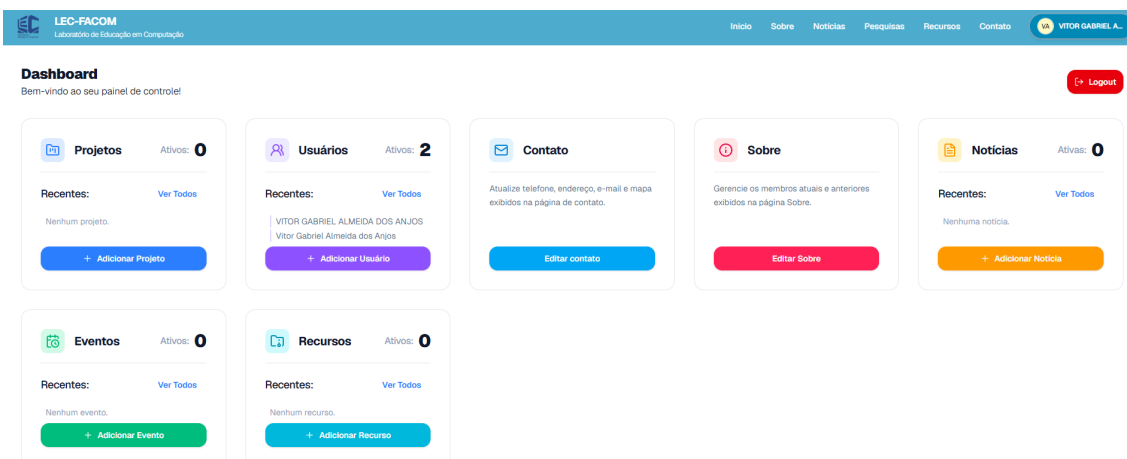 LEC-FACOM
Laboratório de Educação em Computação
Início Sobre Notícias Pesquisas Recursos Contato
VA VITOR GABRIEL A...
Dashboard
Bem-vindo ao seu painel de controle!
Logout
Projetos Ativos: 0
Recentes: Ver Todos
Nenhum projeto.
+ Adicionar Projeto
Usuários Ativos: 2
Recentes: Ver Todos
VITOR GABRIEL ALMEIDA DOS ANJOS
Vitor Gabriel Almeida dos Anjos
+ Adicionar Usuário
Contato
Atualize telefone, endereço, e-mail e mapa
exibidos na página de contato.
Editar contato
Sobre
Gerencie os membros atuais e anteriores
exibidos na página Sobre.
Editar Sobre
Notícias Ativas: 0
Recentes: Ver Todos
Nenhuma notícia.
+ Adicionar Notícia
Eventos Ativos: 0
Recentes: Ver Todos
Nenhum evento.
+ Adicionar Evento
Recursos Ativos: 0
Recentes: Ver Todos
Nenhum recurso.
+ Adicionar Recurso